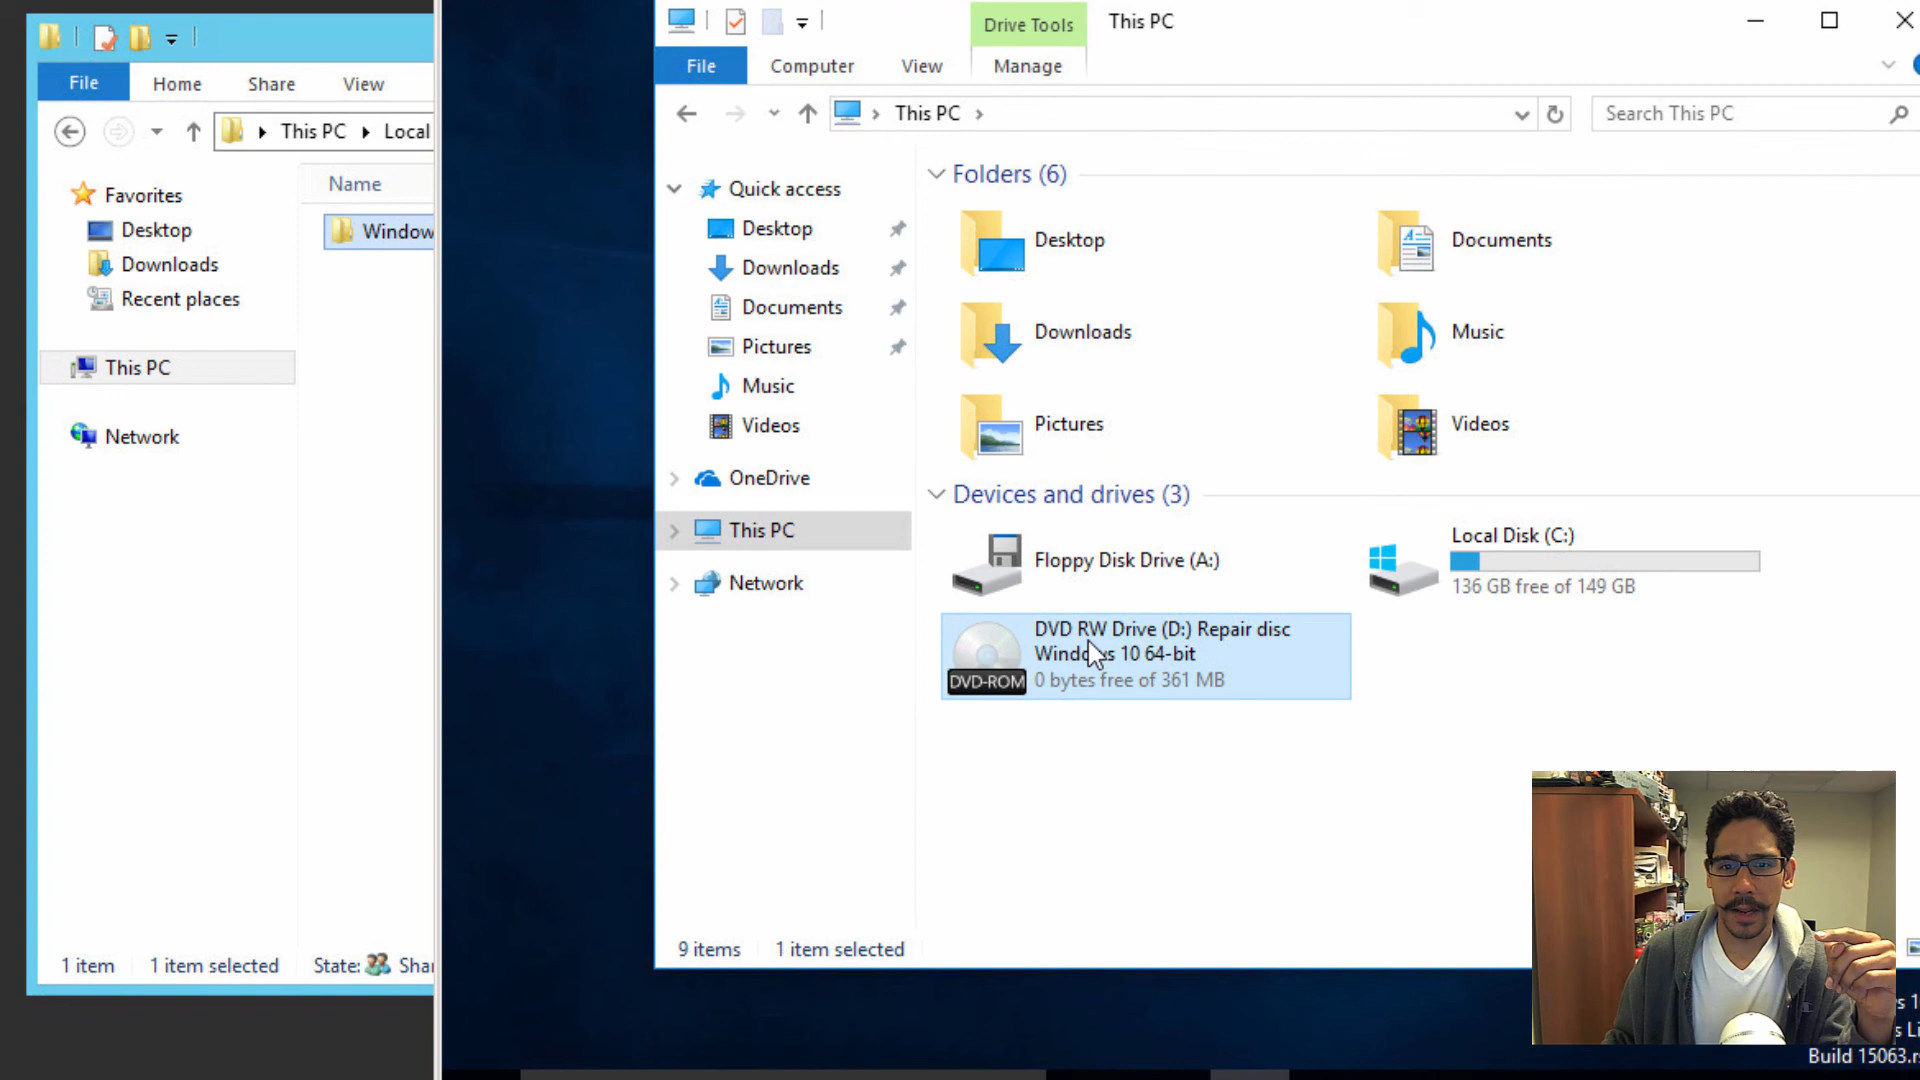 File
Home
Share
View
This PC
Local
Favorites
Desktop
Downloads
Recent places
This PC
Network
Name
Window
1 item
1 item selected
State:
Shar
Drive Tools
This PC
File
Computer
View
Manage
This PC
Search This PC
Quick access
Desktop
Downloads
Documents
Pictures
Music
Videos
OneDrive
This PC
Network
Folders (6)
Desktop
Documents
Downloads
Music
Pictures
Videos
Devices and drives (3)
Floppy Disk Drive (A:)
Local Disk (C:)
136 GB free of 149 GB
DVD RW Drive (D:) Repair disc
Windows 10 64-bit
0 bytes free of 361 MB
DVD-ROM
9 items
1 item selected
Build 15063.rs